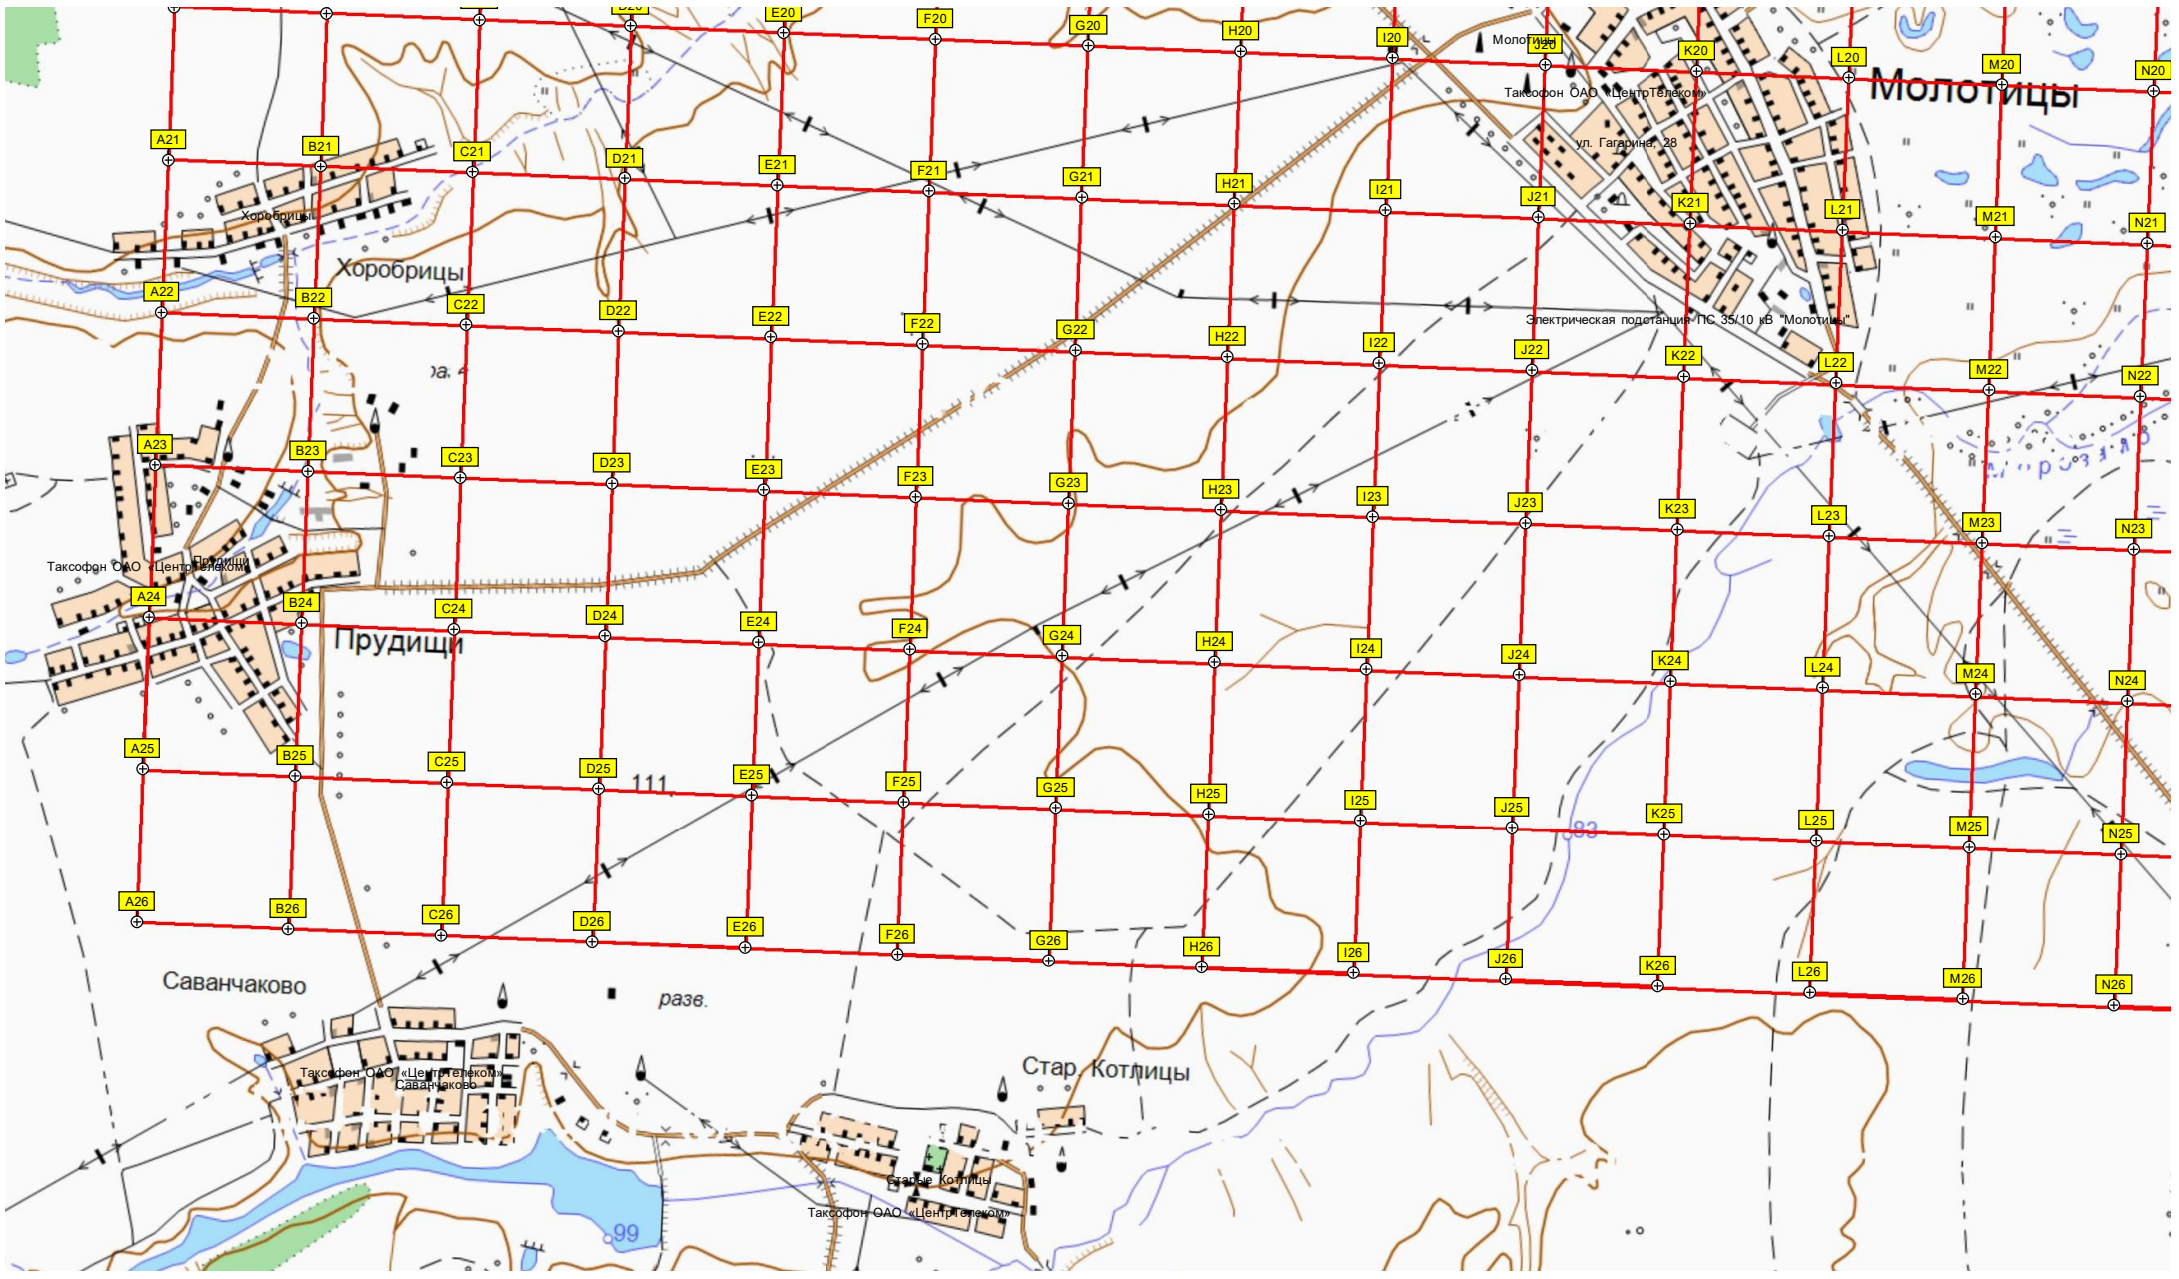 E20
F20
G20
H20
I20
J20
K20
L20
M20
N20
Молотицы
Молотицы
Таксофон ОАО «ЦентрТелеком»
ул. Гагарина, 28
A21
B21
C21
D21
E21
F21
G21
H21
I21
J21
K21
L21
M21
N21
Хоробрицы
Хоробрицы
A22
B22
C22
D22
E22
F22
G22
H22
I22
J22
K22
L22
M22
N22
Электрическая подстанция ПС 35/10 кВ "Молотицы"
A23
B23
C23
D23
E23
F23
G23
H23
I23
J23
K23
L23
M23
N23
Прудищи
Таксофон ОАО «ЦентрТелеком»
A24
B24
C24
D24
E24
F24
G24
H24
I24
J24
K24
L24
M24
N24
Прудищи
A25
B25
C25
D25
E25
F25
G25
H25
I25
J25
K25
L25
M25
N25
111,
83
A26
B26
C26
D26
E26
F26
G26
H26
I26
J26
K26
L26
M26
N26
Саванчаково
разв.
Стар. Котлицы
Таксофон ОАО «ЦентрТелеком»
Саванчаково
Старые Котлицы
Таксофон ОАО «ЦентрТелеком»
99